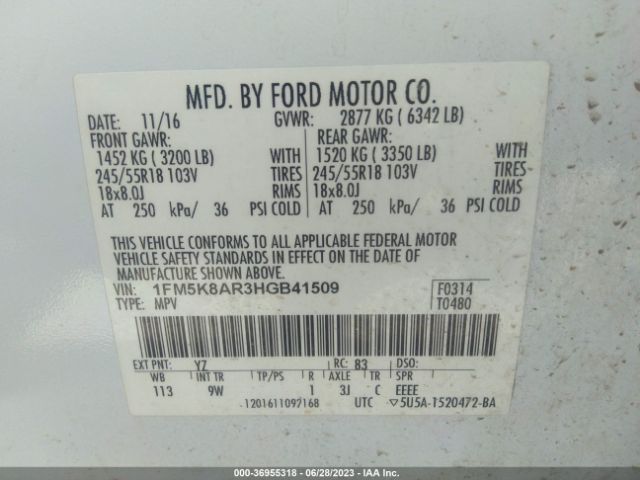 MFD. BY FORD MOTOR CO.
DATE: 11/16 GVWR: 2877 KG ( 6342 LB)
FRONT GAWR: REAR GAWR:
1452 KG ( 3200 LB) WITH 1520 KG ( 3350 LB) WITH
245/55R18 103V TIRES 245/55R18 103V TIRES
18x8.0J RIMS 18x8.0J RIMS
AT 250 kPa/ 36 PSI COLD AT 250 kPa/ 36 PSI COLD
THIS VEHICLE CONFORMS TO ALL APPLICABLE FEDERAL MOTOR
VEHICLE SAFETY AND THEFT PREVENTION STANDARDS IN
EFFECT ON THE DATE OF
MANUFACTURE SHOWN ABOVE.
VIN: 1FM5K8AR3HGB41509 F0314
TYPE: MPV T0480
EXT PNT: YZ RC: 83 DSO:
WB INT TR TP/PS R AXLE TR SPR
113 9W 1 3J C EEEE
1201611092168 UTC ▽5U5A-1520472-BA
000-36955318 - 06/28/2023 - IAA Inc.